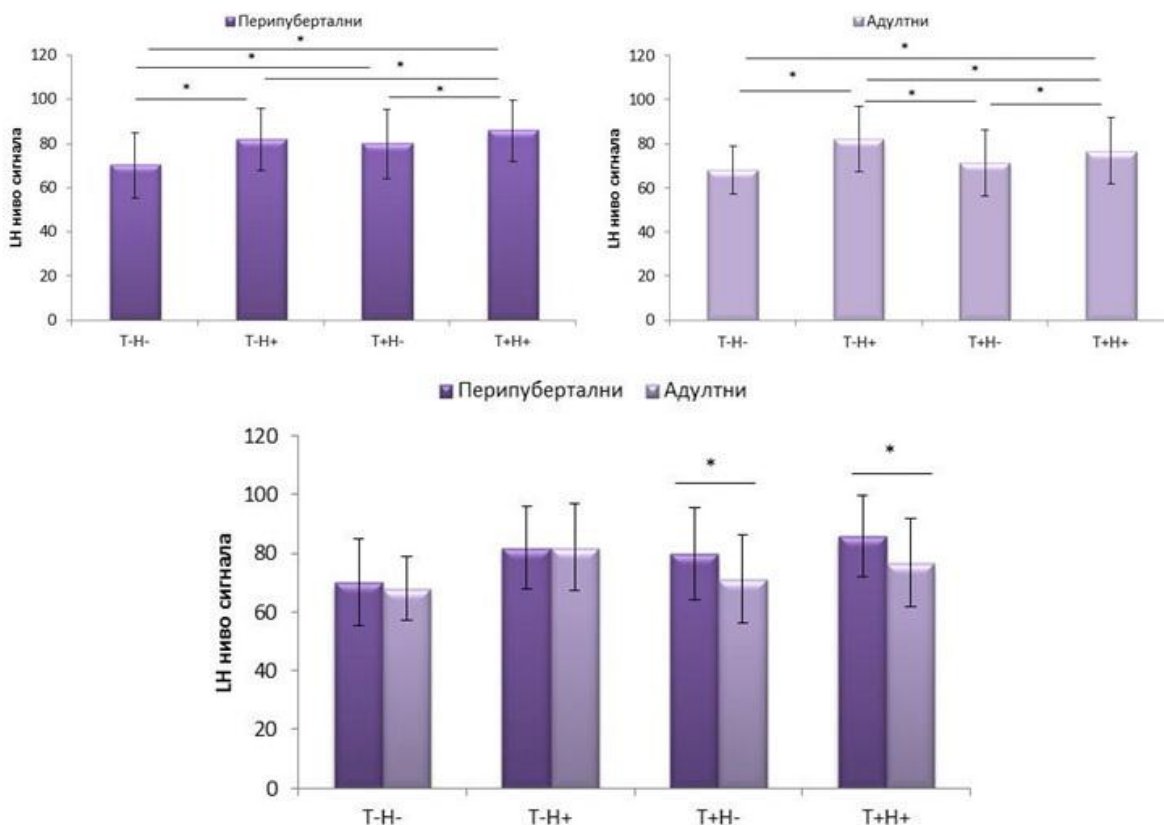 Перипубертални
*
*
*
*
*
LH ниво сигнала
120
100
80
60
40
20
0
T-H-
T-H+
T+H-
T+H+
Адултни
*
*
*
*
*
LH ниво сигнала
120
100
80
60
40
20
0
T-H-
T-H+
T+H-
T+H+
Перипубертални Адултни
*
*
LH ниво сигнала
120
100
80
60
40
20
0
T-H-
T-H+
T+H-
T+H+